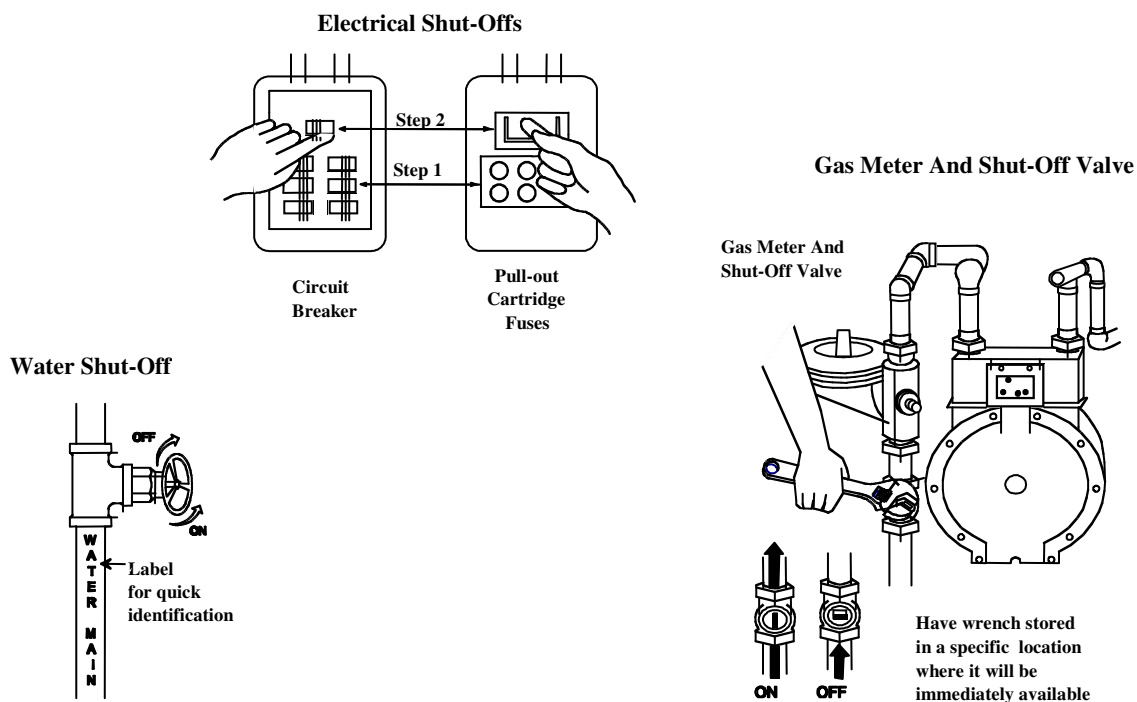 Electrical Shut-Offs
Step 2
Step 1
Circuit
Breaker
Pull-out
Cartridge
Fuses
Water Shut-Off
OFF
ON
WATER MAIN
Label
for quick
identification
Gas Meter And Shut-Off Valve
Gas Meter And
Shut-Off Valve
ON
OFF
Have wrench stored
in a specific location
where it will be
immediately available